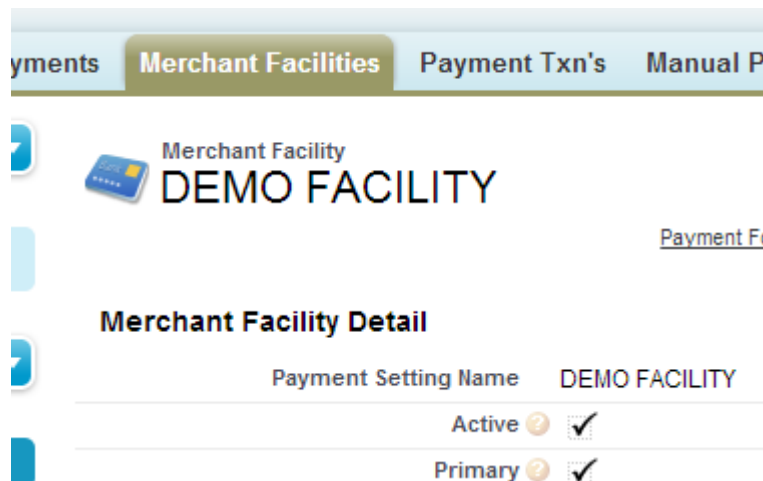 yments Merchant Facilities Payment Txn's Manual P
Merchant Facility
DEMO FACILITY
Payment Fo
Merchant Facility Detail
Payment Setting Name DEMO FACILITY
Active ?
Primary ?